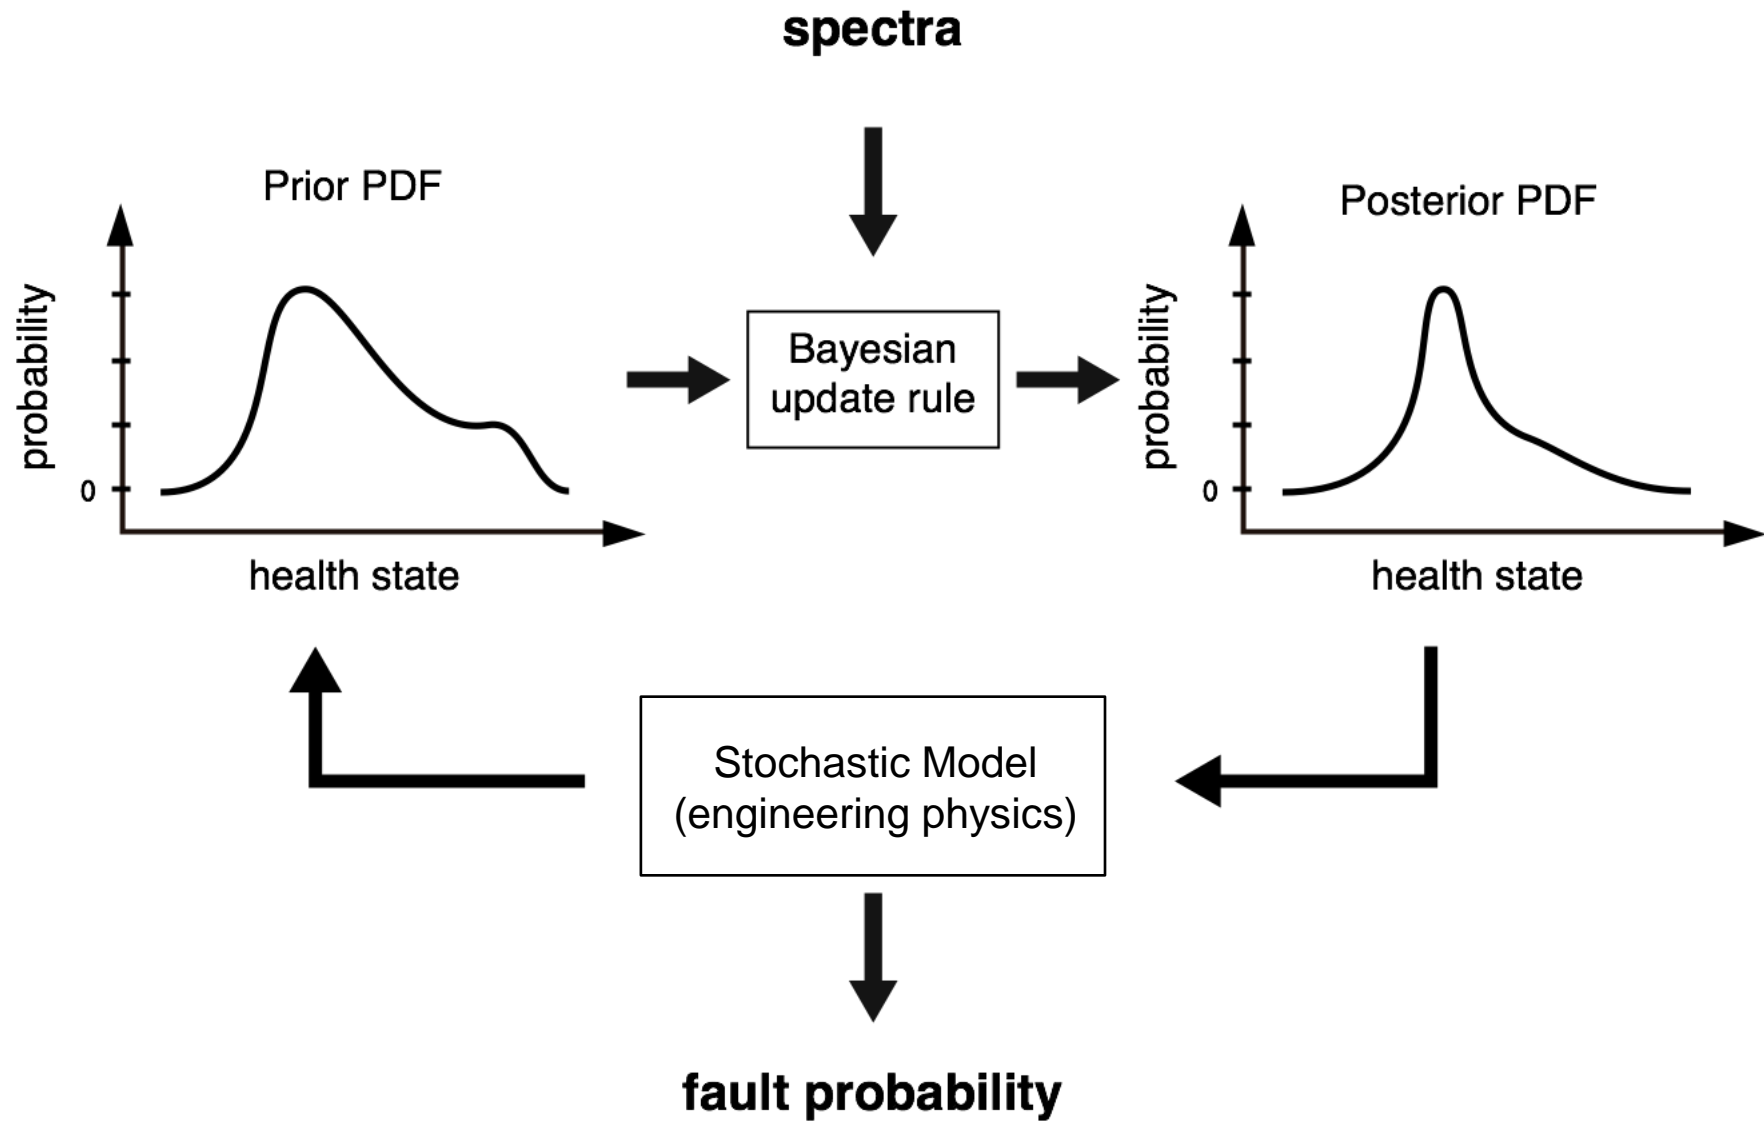 spectra
Prior PDF
probability
0
health state
Bayesian
update rule
Posterior PDF
probability
0
health state
Stochastic Model
(engineering physics)
fault probability